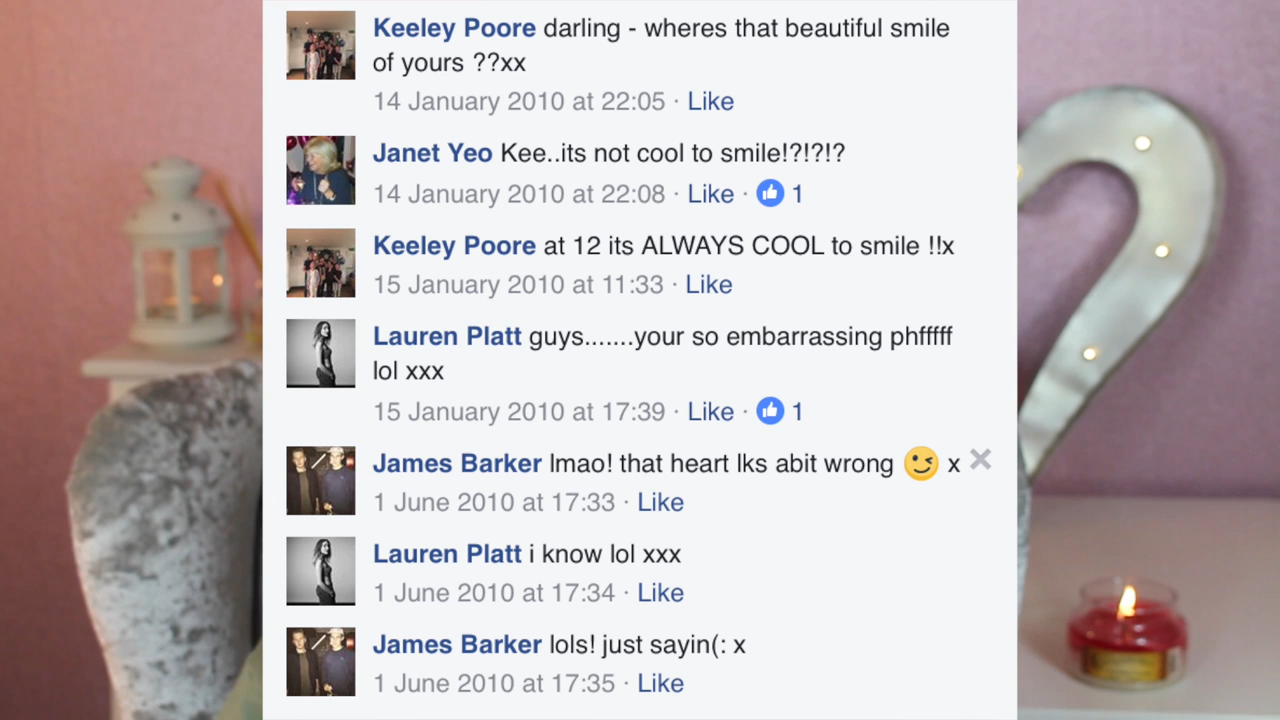 Keeley Poore darling - wheres that beautiful smile
of yours ??xx
14 January 2010 at 22:05 · Like
Janet Yeo Kee..its not cool to smile!?!?!?
14 January 2010 at 22:08 · Like · 1
Keeley Poore at 12 its ALWAYS COOL to smile !!x
15 January 2010 at 11:33 · Like
Lauren Platt guys.......your so embarrassing phfffff
lol xxx
15 January 2010 at 17:39 · Like · 1
James Barker lmao! that heart lks abit wrong 😉 x
1 June 2010 at 17:33 · Like
Lauren Platt i know lol xxx
1 June 2010 at 17:34 · Like
James Barker lols! just sayin(: x
1 June 2010 at 17:35 · Like